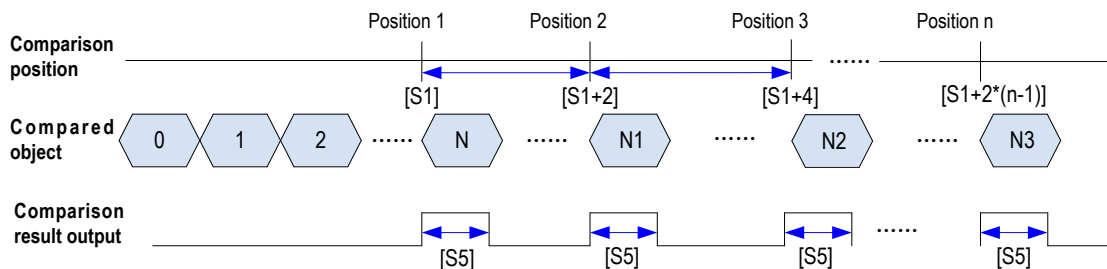 Position 1 Position 2 Position 3 Position n
Comparison position
......
[S1] [S1+2] [S1+4] [S1+2*(n-1)]
Compared object
0 1 2 ...... N ...... N1 ...... N2 ...... N3
Comparison result output
[S5] [S5] [S5] ...... [S5]